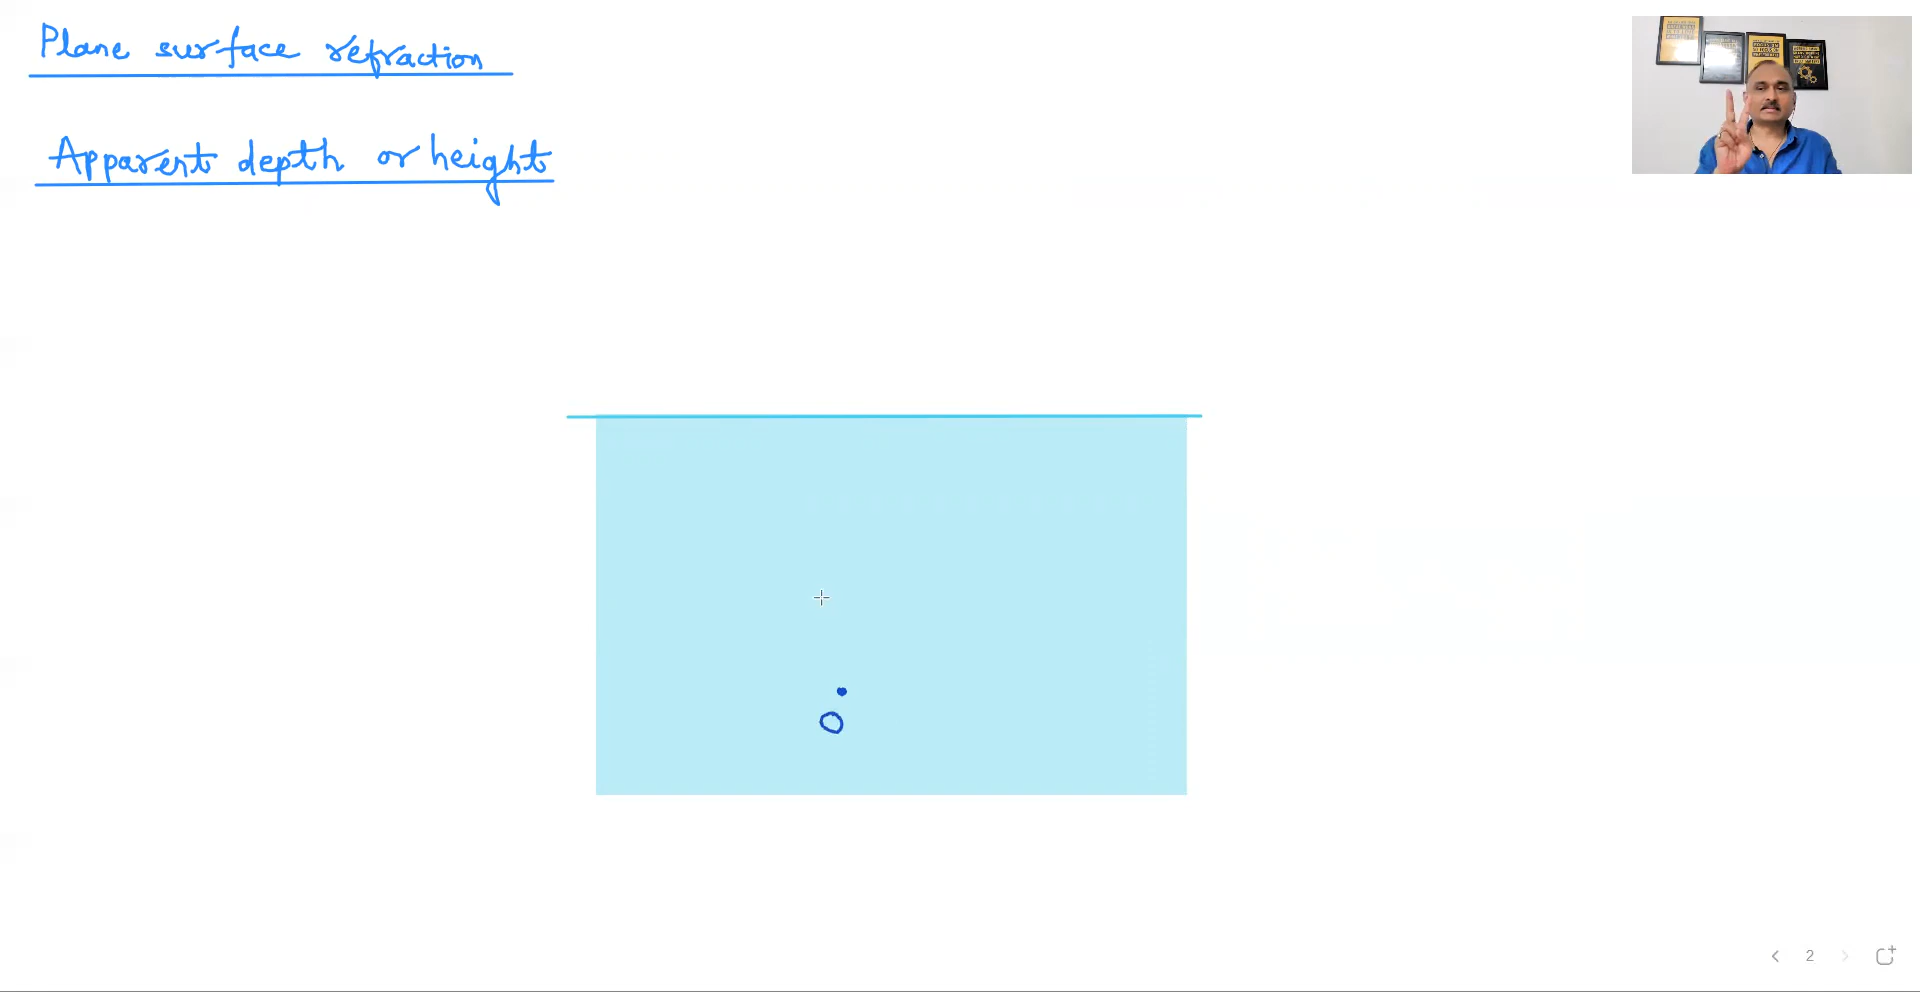 Plane surface refraction
Apparent depth or height
O
2